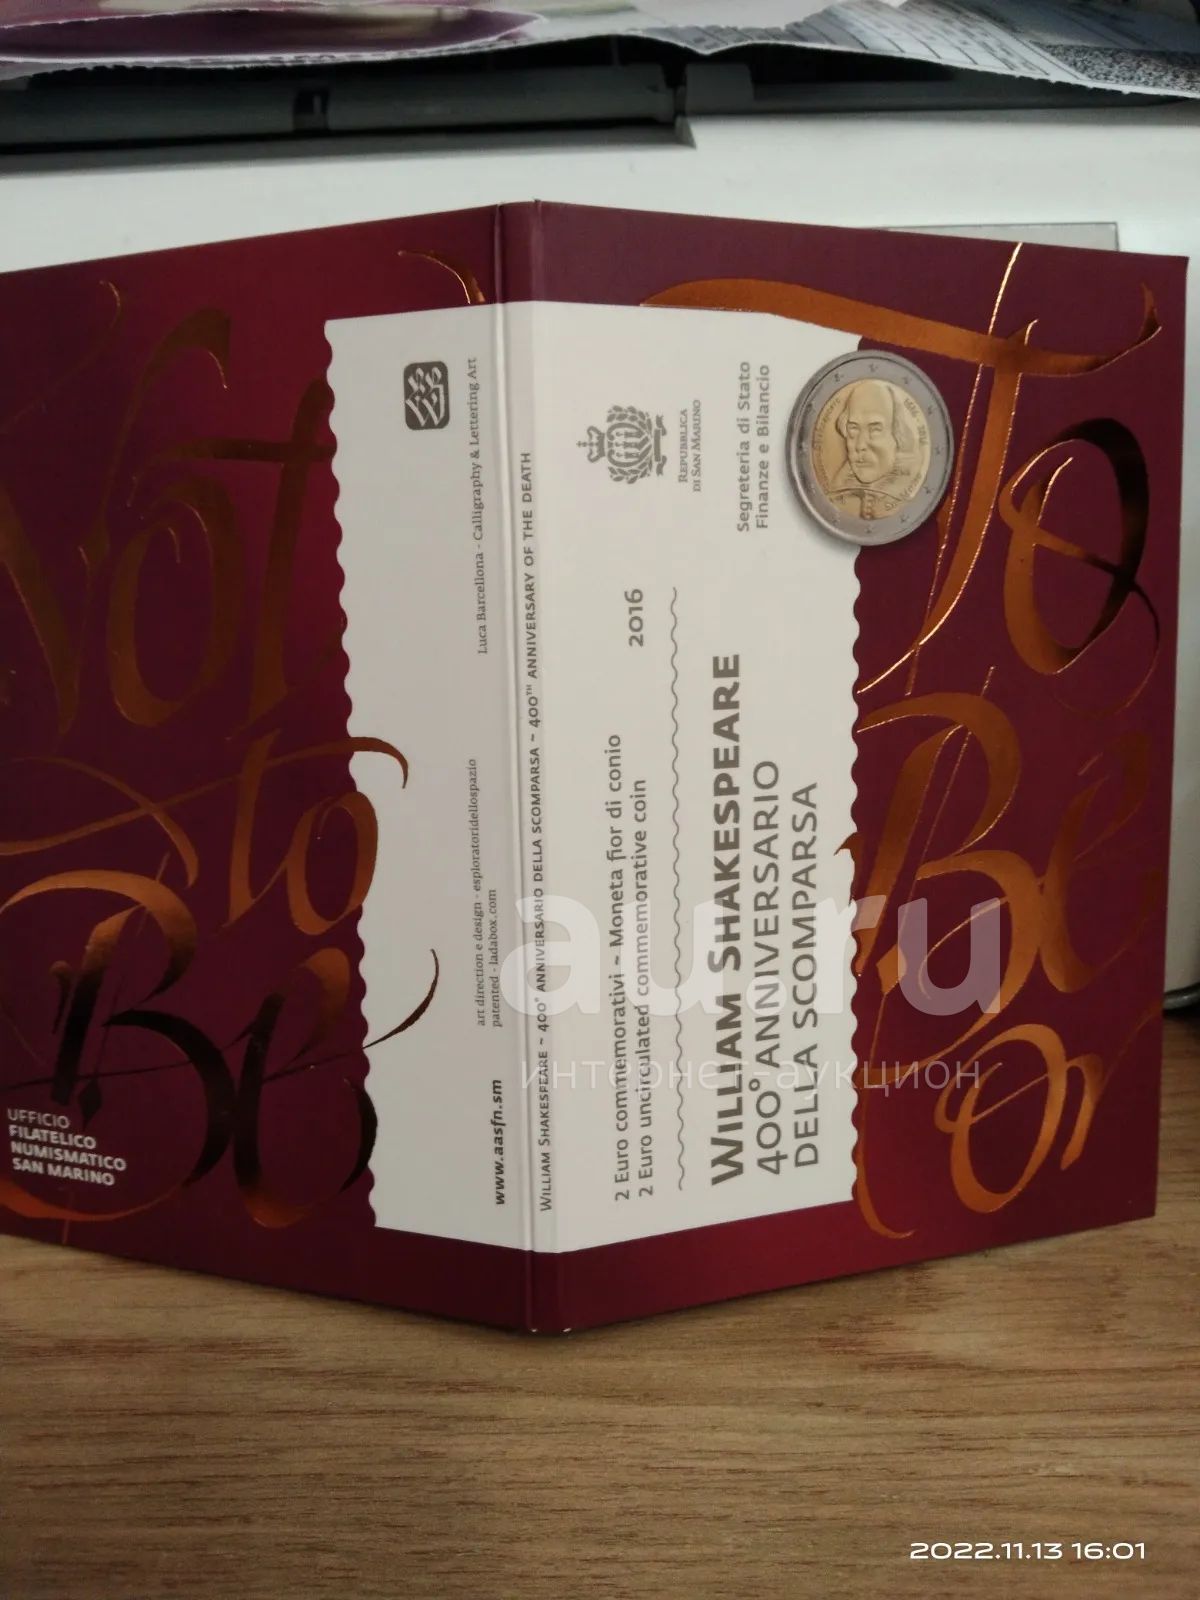 Not
to
Be
UFFICIO
FILATELICO
NUMISMATICO
SAN MARINO
Luca Barcellona - Calligraphy & Lettering Art
art direction e design - esploratoridellospazio
patented - ladabox.com
www.aasfn.sm
WILLIAM SHAKESPEARE ~ 400° ANNIVERSARIO DELLA SCOMPARSA ~ 400TH ANNIVERSARY OF THE DEATH
REPUBBLICA
DI SAN MARINO
Segreteria di Stato
Finanze e Bilancio
2 Euro commemorativi ~ Moneta fior di conio 2016
2 Euro uncirculated commemorative coin
WILLIAM SHAKESPEARE
400° ANNIVERSARIO
DELLA SCOMPARSA
To
Be
Or
au.ru
интернет-аукцион
2022.11.13 16:01